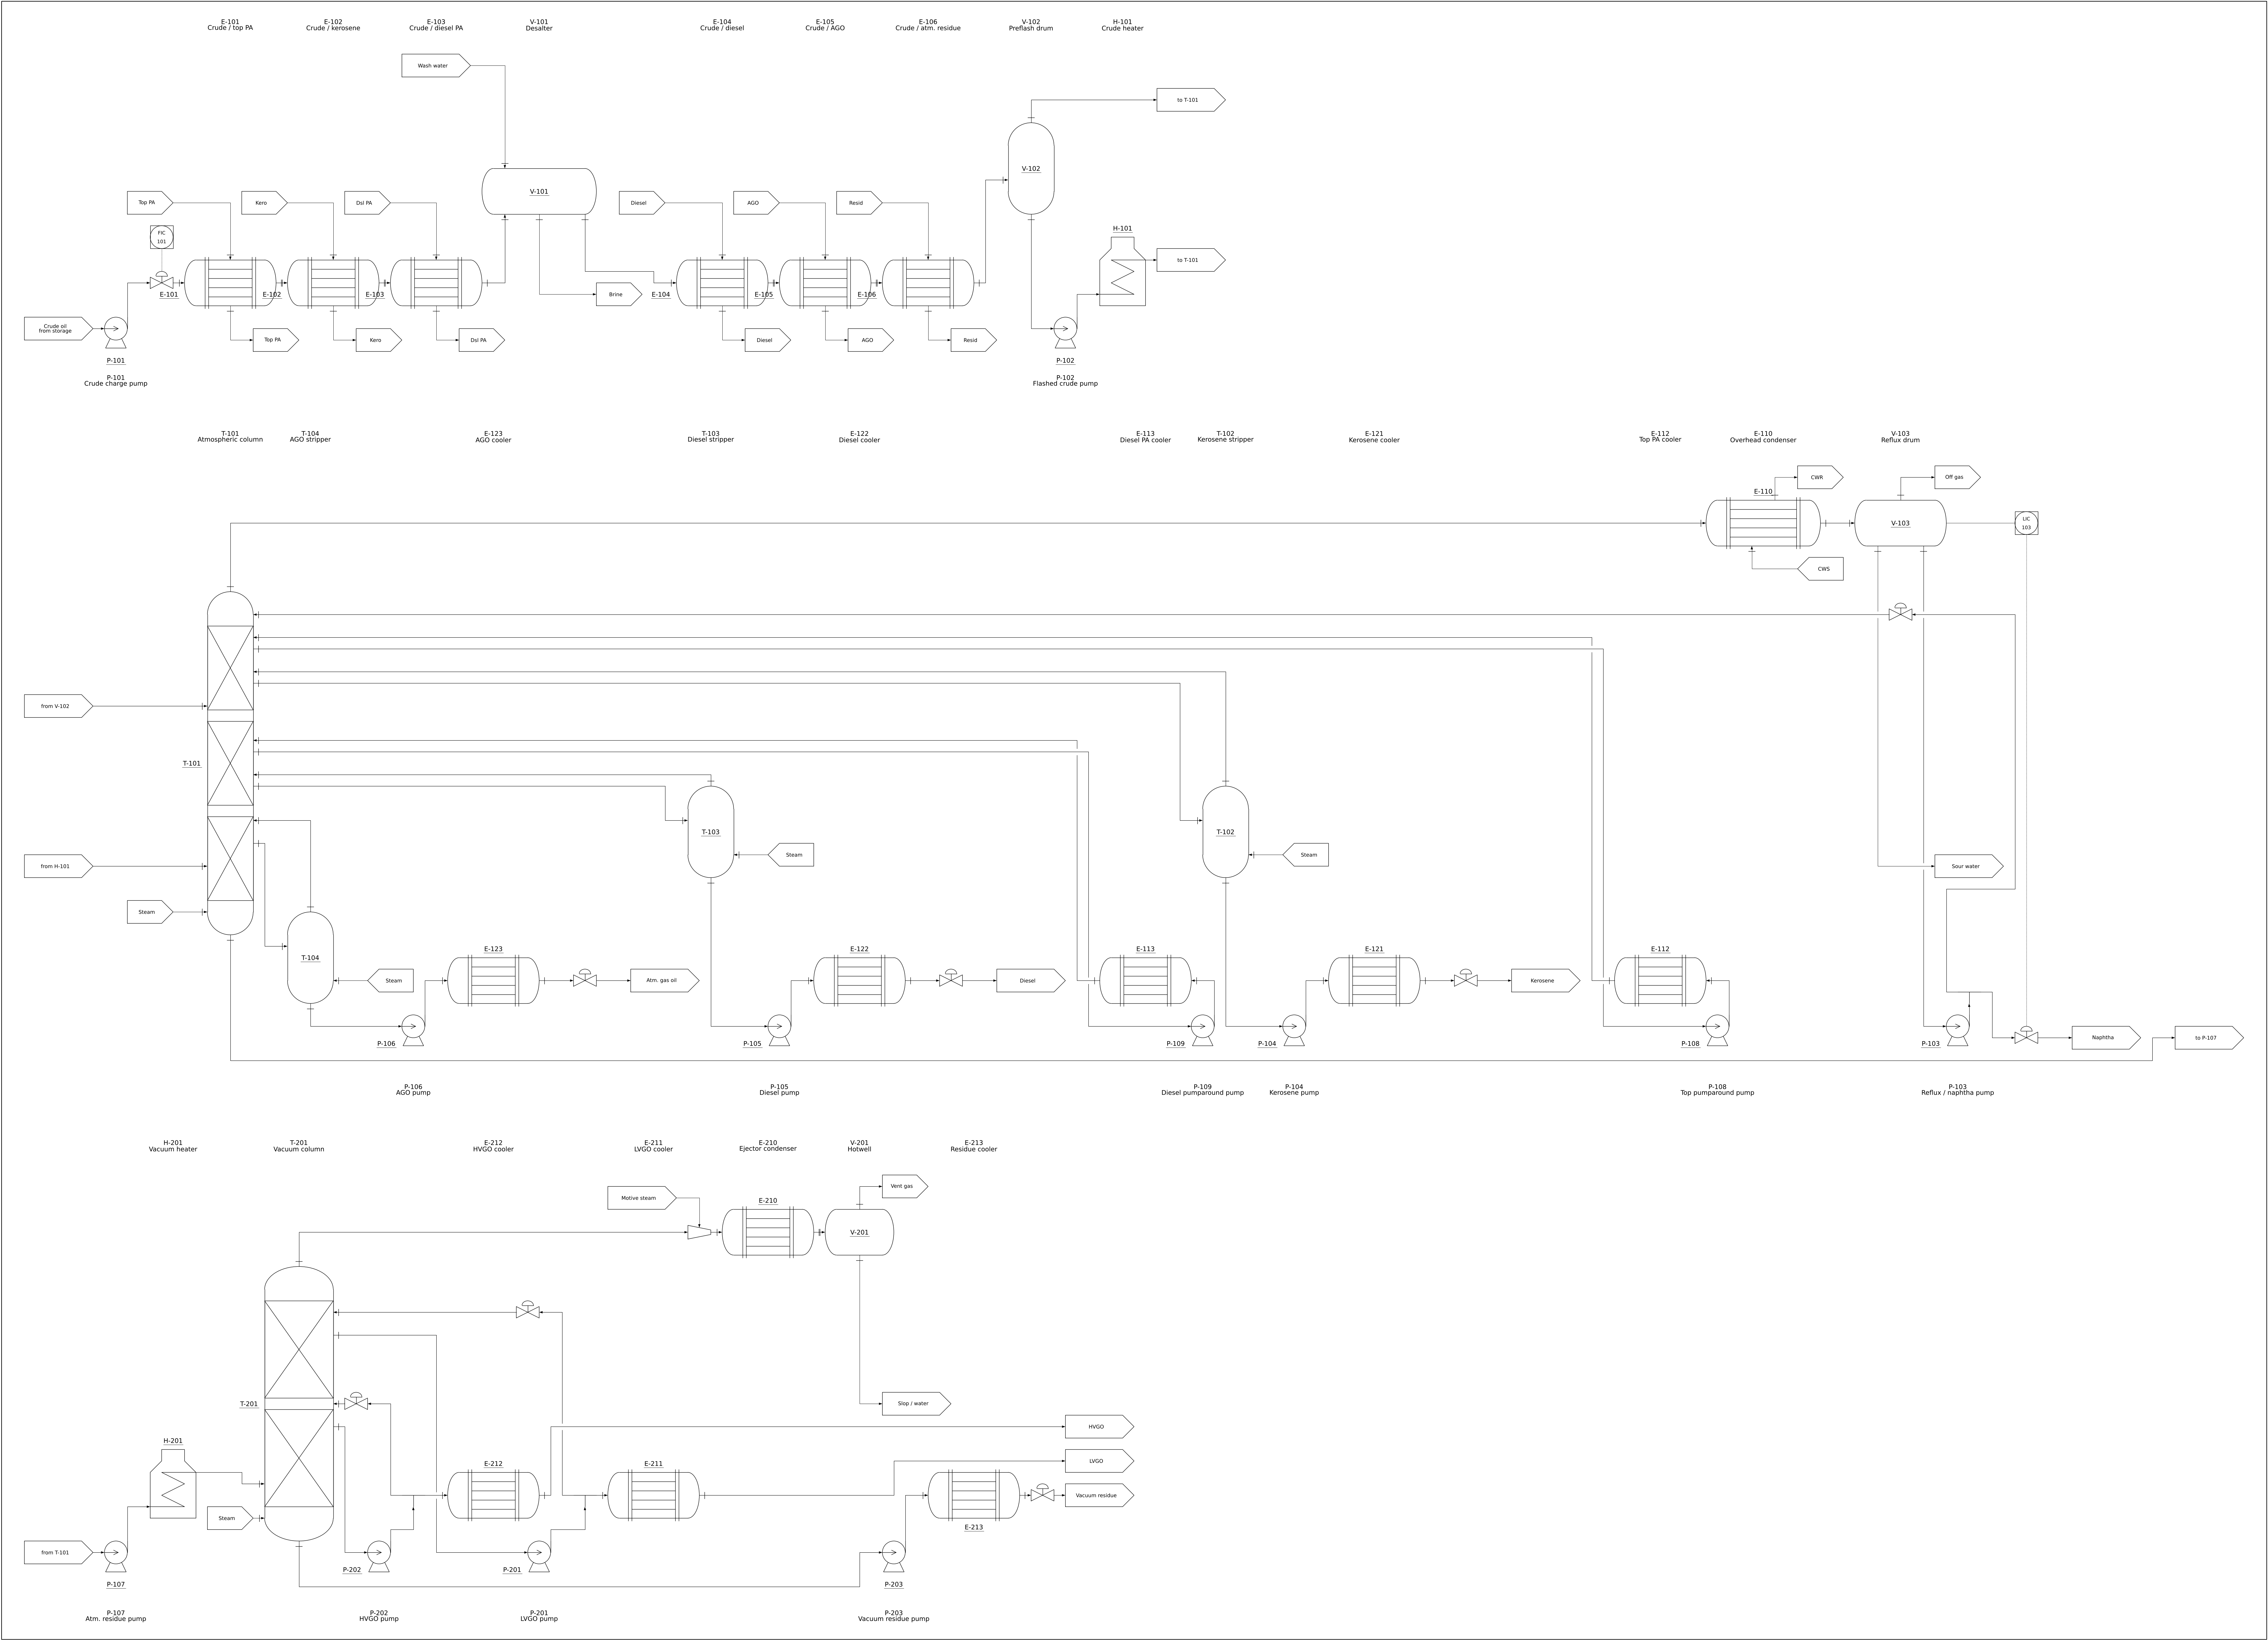 E-101
Crude / top PA
E-102
Crude / kerosene
E-103
Crude / diesel PA
V-101
Desalter
E-104
Crude / diesel
E-105
Crude / AGO
E-106
Crude / atm. residue
V-102
Preflash drum
H-101
Crude heater
Wash water
to T-101
V-102
V-101
Top PA
Kero
Dsl PA
Diesel
AGO
Resid
FIC
101
H-101
to T-101
E-101
E-102
E-103
Brine
E-104
E-105
E-106
Crude oil
from storage
Top PA
Kero
Dsl PA
Diesel
AGO
Resid
P-101
P-102
P-101
Crude charge pump
P-102
Flashed crude pump
T-101
Atmospheric column
T-104
AGO stripper
E-123
AGO cooler
T-103
Diesel stripper
E-122
Diesel cooler
E-113
Diesel PA cooler
T-102
Kerosene stripper
E-121
Kerosene cooler
E-112
Top PA cooler
E-110
Overhead condenser
V-103
Reflux drum
CWR
Off gas
E-110
V-103
LIC
103
CWS
from V-102
T-101
T-103
T-102
Steam
Steam
from H-101
Sour water
Steam
T-104
E-123
E-122
E-113
E-121
E-112
Steam
Atm. gas oil
Diesel
Kerosene
P-106
P-105
P-109
P-104
P-108
P-103
Naphtha
to P-107
P-106
AGO pump
P-105
Diesel pump
P-109
Diesel pumparound pump
P-104
Kerosene pump
P-108
Top pumparound pump
P-103
Reflux / naphtha pump
H-201
Vacuum heater
T-201
Vacuum column
E-212
HVGO cooler
E-211
LVGO cooler
E-210
Ejector condenser
V-201
Hotwell
E-213
Residue cooler
Vent gas
Motive steam
E-210
V-201
T-201
Slop / water
HVGO
H-201
LVGO
E-212
E-211
Vacuum residue
Steam
E-213
from T-101
P-202
P-201
P-107
P-203
P-107
Atm. residue pump
P-202
HVGO pump
P-201
LVGO pump
P-203
Vacuum residue pump